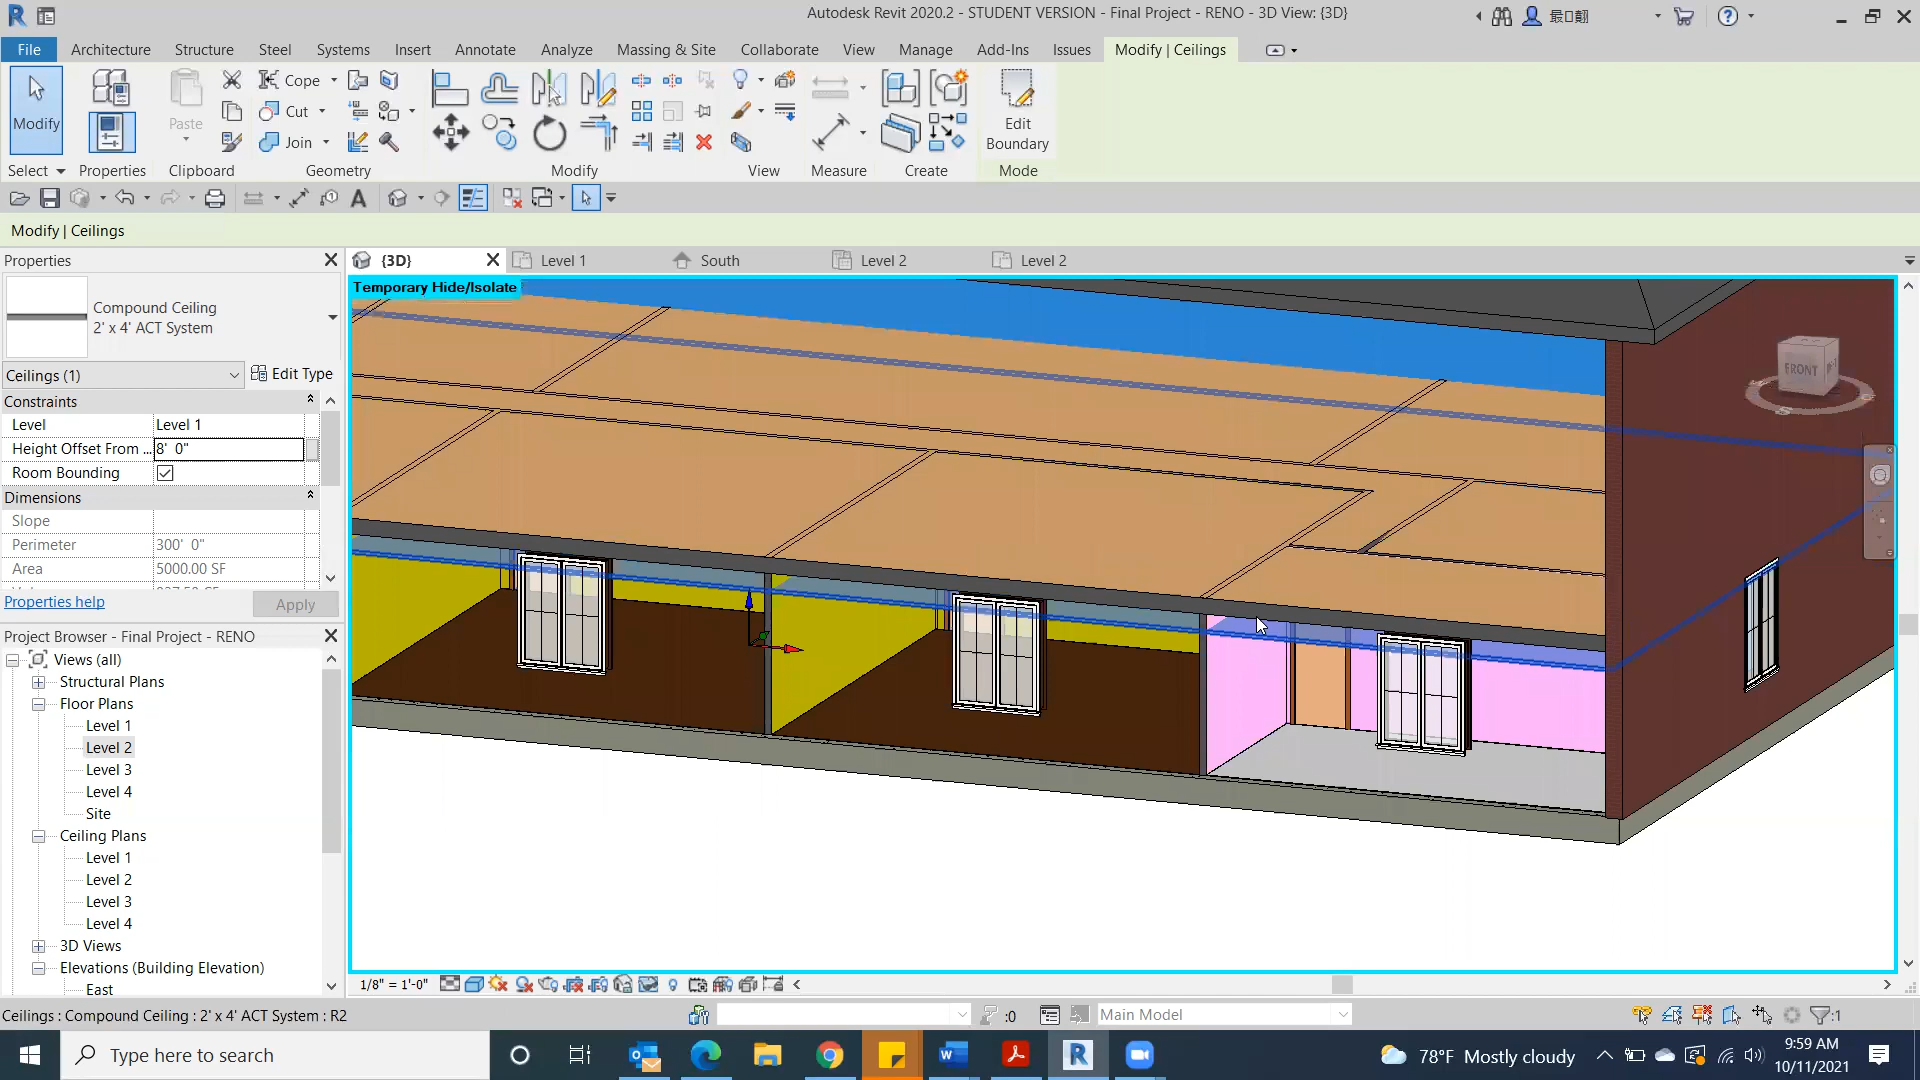 Autodesk Revit 2020.2 - STUDENT VERSION - Final Project - RENO - 3D View: {3D}
File Architecture Structure Steel Systems Insert Annotate Analyze Massing & Site Collaborate View Manage Add-Ins Issues Modify | Ceilings
Modify
Paste
Cope
Cut
Join
Edit
Boundary
Select Properties Clipboard Geometry Modify View Measure Create Mode
Modify | Ceilings
Properties
Compound Ceiling
2' x 4' ACT System
Ceilings (1)
Edit Type
Constraints
Level Level 1
Height Offset From ... 8' 0"
Room Bounding
Dimensions
Slope
Perimeter 300' 0"
Area 5000.00 SF
Properties help
Apply
Project Browser - Final Project - RENO
Views (all)
Structural Plans
Floor Plans
Level 1
Level 2
Level 3
Level 4
Site
Ceiling Plans
Level 1
Level 2
Level 3
Level 4
3D Views
Elevations (Building Elevation)
East
{3D} Level 1 South Level 2 Level 2
Temporary Hide/Isolate
FRONT
1/8" = 1'-0"
Ceilings : Compound Ceiling : 2' x 4' ACT System : R2
:0
Main Model
:1
Type here to search
78°F Mostly cloudy
9:59 AM
10/11/2021